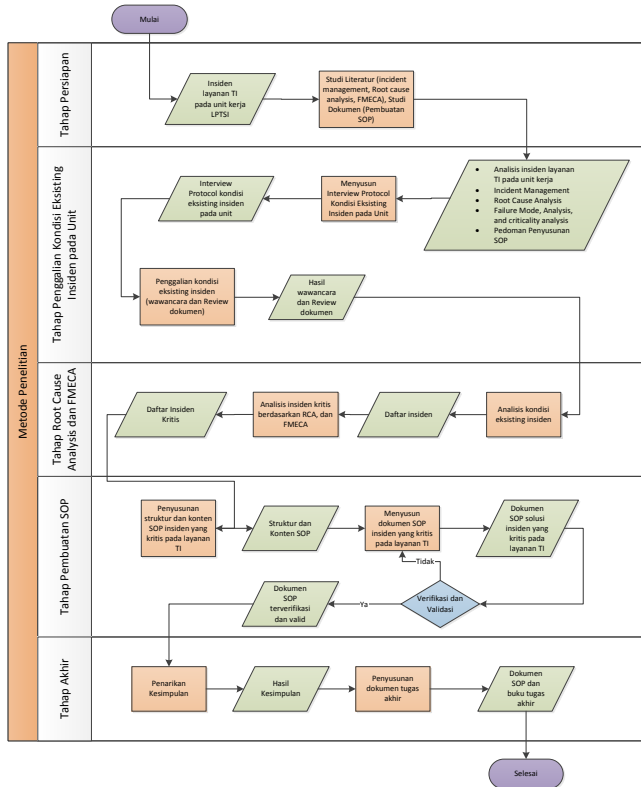 Mulai
Metode Penelitian
Tahap Persiapan
Insiden
layanan TI
pada unit kerja
LPTSI
Studi Literatur (incident
management, Root cause
analysis, FMECA), Studi
Dokumen (Pembuatan
SOP)
Tahap Penggalian Kondisi Eksisting
Insiden pada Unit
Analisis insiden layanan
TI pada unit kerja
Incident Management
Root Cause Analysis
Failure Mode, Analysis,
and criticality analysis
Pedoman Penyusunan
SOP
Menyusun
Interview Protocol
Kondisi Eksisting
Insiden pada Unit
Interview
Protocol kondisi
eksisting insiden
pada unit
Penggalian kondisi
eksisting insiden
(wawancara dan Review
dokumen)
Hasil
wawancara
dan Review
dokumen
Tahap Root Cause
Analysis dan FMECA
Analisis kondisi
eksisting insiden
Daftar insiden
Analisis insiden kritis
berdasarkan RCA, dan
FMECA
Daftar Insiden
Kritis
Tahap Pembuatan SOP
Penyusunan
struktur dan konten
SOP insiden yang
kritis pada layanan
TI
Struktur dan
Konten SOP
Menyusun
dokumen SOP
insiden yang kritis
pada layanan TI
Dokumen
SOP solusi
insiden yang
kritis pada
layanan TI
Tidak
Verifikasi dan
Validasi
Ya
Dokumen
SOP
terverifikasi
dan valid
Tahap Akhir
Penarikan
Kesimpulan
Hasil
Kesimpulan
Penyusunan
dokumen tugas
akhir
Dokumen
SOP dan
buku tugas
akhir
Selesai